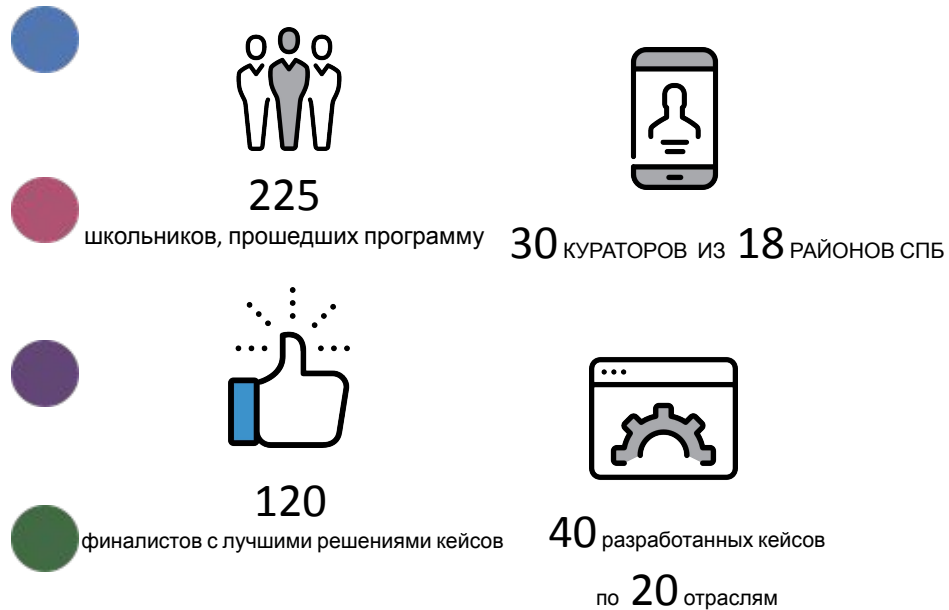 225
школьников, прошедших программу
30 КУРАТОРОВ ИЗ 18 РАЙОНОВ СПБ
120
финалистов с лучшими решениями кейсов
40 разработанных кейсов
по 20 отраслям